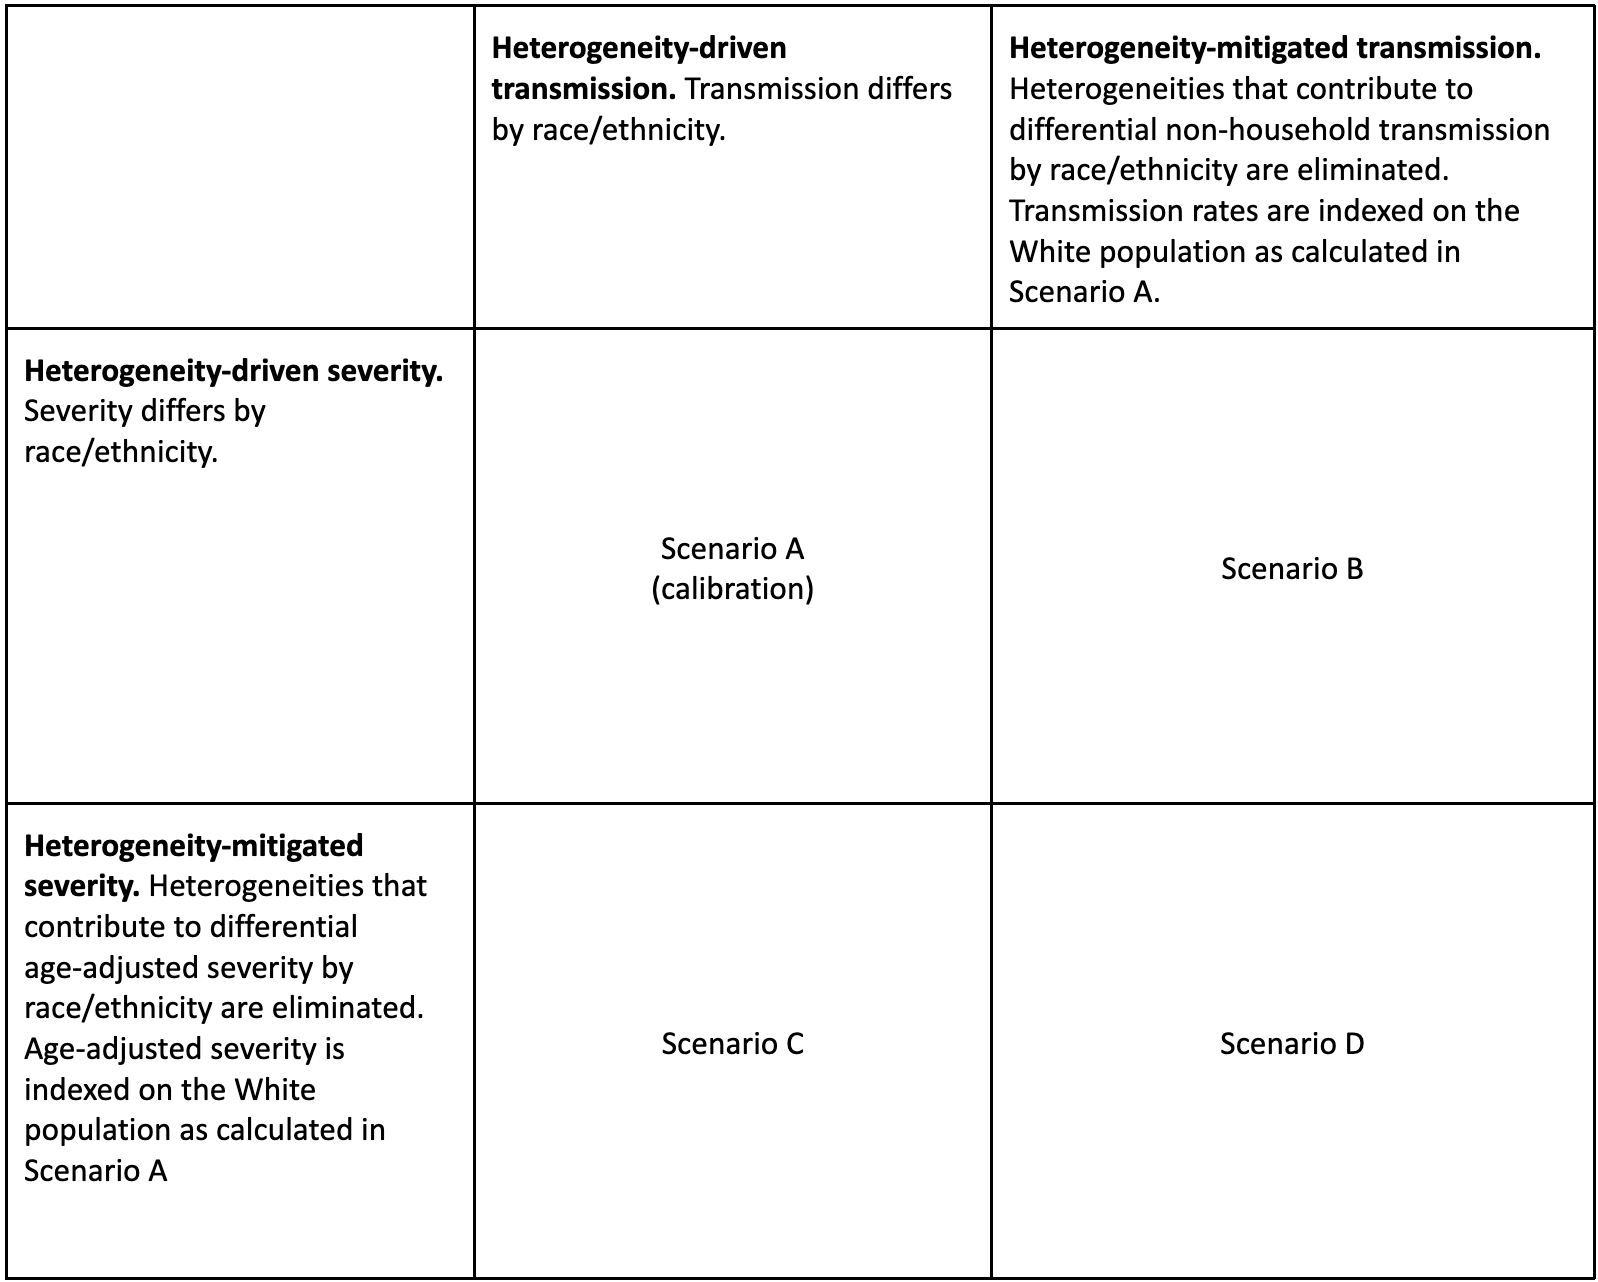 Heterogeneity-driven
transmission. Transmission differs
by race/ethnicity.
Heterogeneity-mitigated transmission.
Heterogeneities that contribute to
differential non-household transmission
by race/ethnicity are eliminated.
Transmission rates are indexed on the
White population as calculated in
Scenario A.
Heterogeneity-driven severity.
Severity differs by
race/ethnicity.
Scenario A
(calibration)
Scenario B
Heterogeneity-mitigated
severity. Heterogeneities that
contribute to differential
age-adjusted severity by
race/ethnicity are eliminated.
Age-adjusted severity is
indexed on the White
population as calculated in
Scenario A
Scenario C
Scenario D